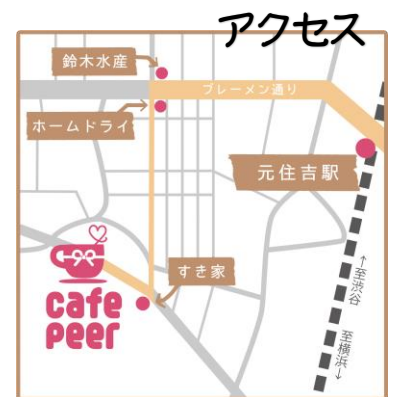 アクセス
鈴木水産
ブレーメン通り
ホームドライ
元住吉駅
すき家
←至渋谷
至横浜→
cafe
peer